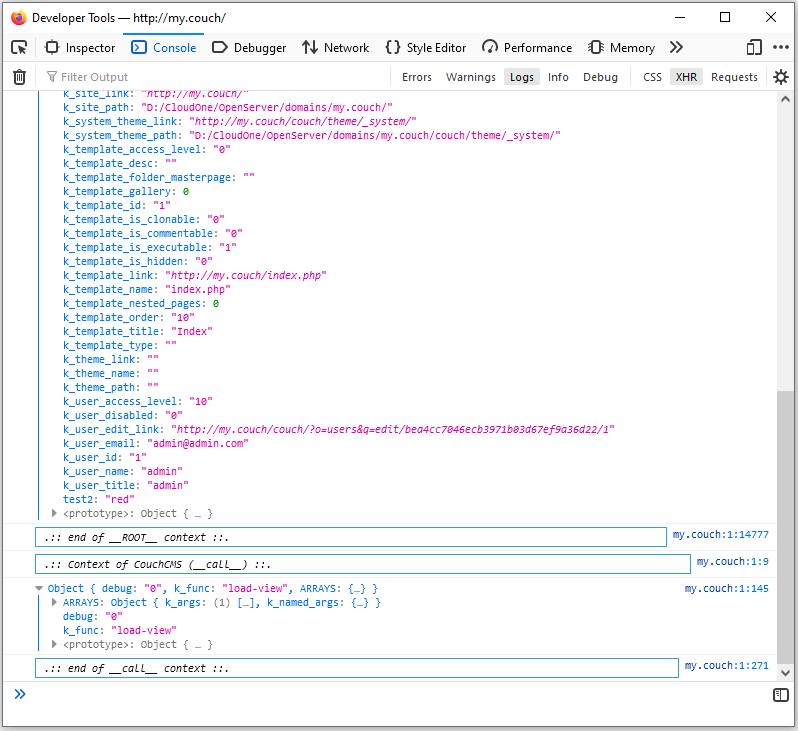 Developer Tools — http://my.couch/
Inspector Console Debugger Network Style Editor Performance Memory
Filter Output Errors Warnings Logs Info Debug CSS XHR Requests
k_site_link: "http://my.couch/"
k_site_path: "D:/CloudOne/OpenServer/domains/my.couch/"
k_system_theme_link: "http://my.couch/couch/theme/_system/"
k_system_theme_path: "D:/CloudOne/OpenServer/domains/my.couch/couch/theme/_system/"
k_template_access_level: "0"
k_template_desc: ""
k_template_folder_masterpage: ""
k_template_gallery: 0
k_template_id: "1"
k_template_is_clonable: "0"
k_template_is_commentable: "0"
k_template_is_executable: "1"
k_template_is_hidden: "0"
k_template_link: "http://my.couch/index.php"
k_template_name: "index.php"
k_template_nested_pages: 0
k_template_order: "10"
k_template_title: "Index"
k_template_type: ""
k_theme_link: ""
k_theme_name: ""
k_theme_path: ""
k_user_access_level: "10"
k_user_disabled: "0"
k_user_edit_link: "http://my.couch/couch/?o=users&q=edit/bea4cc7046ecb3971b03d67ef9a36d22/1"
k_user_email: "admin@admin.com"
k_user_id: "1"
k_user_name: "admin"
k_user_title: "admin"
test2: "red"
<prototype>: Object { … }
.:: end of __ROOT__ context ::. my.couch:1:14777
.:: Context of CouchCMS (__call__) ::. my.couch:1:9
Object { debug: "0", k_func: "load-view", ARRAYS: {…} } my.couch:1:145
ARRAYS: Object { k_args: (1) […], k_named_args: {…} }
debug: "0"
k_func: "load-view"
<prototype>: Object { … }
.:: end of __call__ context ::. my.couch:1:271